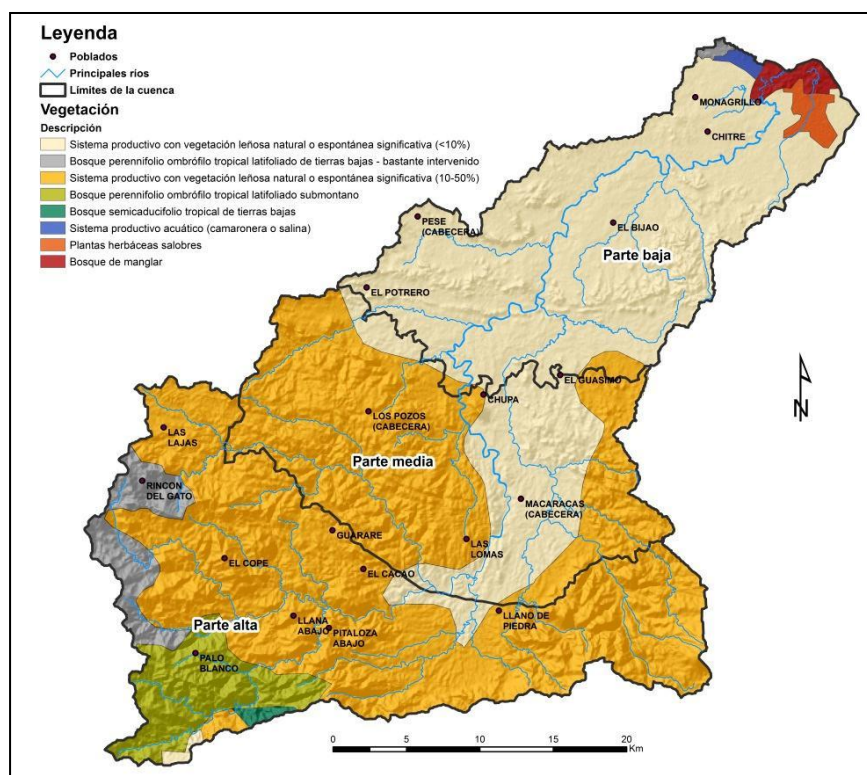 Leyenda
Poblados
Principales ríos
Límites de la cuenca
Vegetación
Descripción
Sistema productivo con vegetación leñosa natural o espontánea significativa (<10%)
Bosque perennifolio ombrófilo tropical latifoliado de tierras bajas - bastante intervenido
Sistema productivo con vegetación leñosa natural o espontánea significativa (10-50%)
Bosque perennifolio ombrófilo tropical latifoliado submontano
Bosque semicaducifolio tropical de tierras bajas
Sistema productivo acuático (camaronera o salina)
Plantas herbáceas salobres
Bosque de manglar
MONAGRILLO
CHITRE
PESE
(CABECERA)
EL BIJAO
Parte baja
EL POTRERO
EL GUASIMO
CHUPA
LOS POZOS
(CABECERA)
LAS
LAJAS
Parte media
RINCON
DEL GATO
MACARACAS
(CABECERA)
GUARARE
LAS
LOMAS
EL COPE
EL CACAO
LLANO DE
PIEDRA
LLANA
ABAJO
PITALOZA
ABAJO
Parte alta
PALO
BLANCO
N
0 5 10 15 20
Km